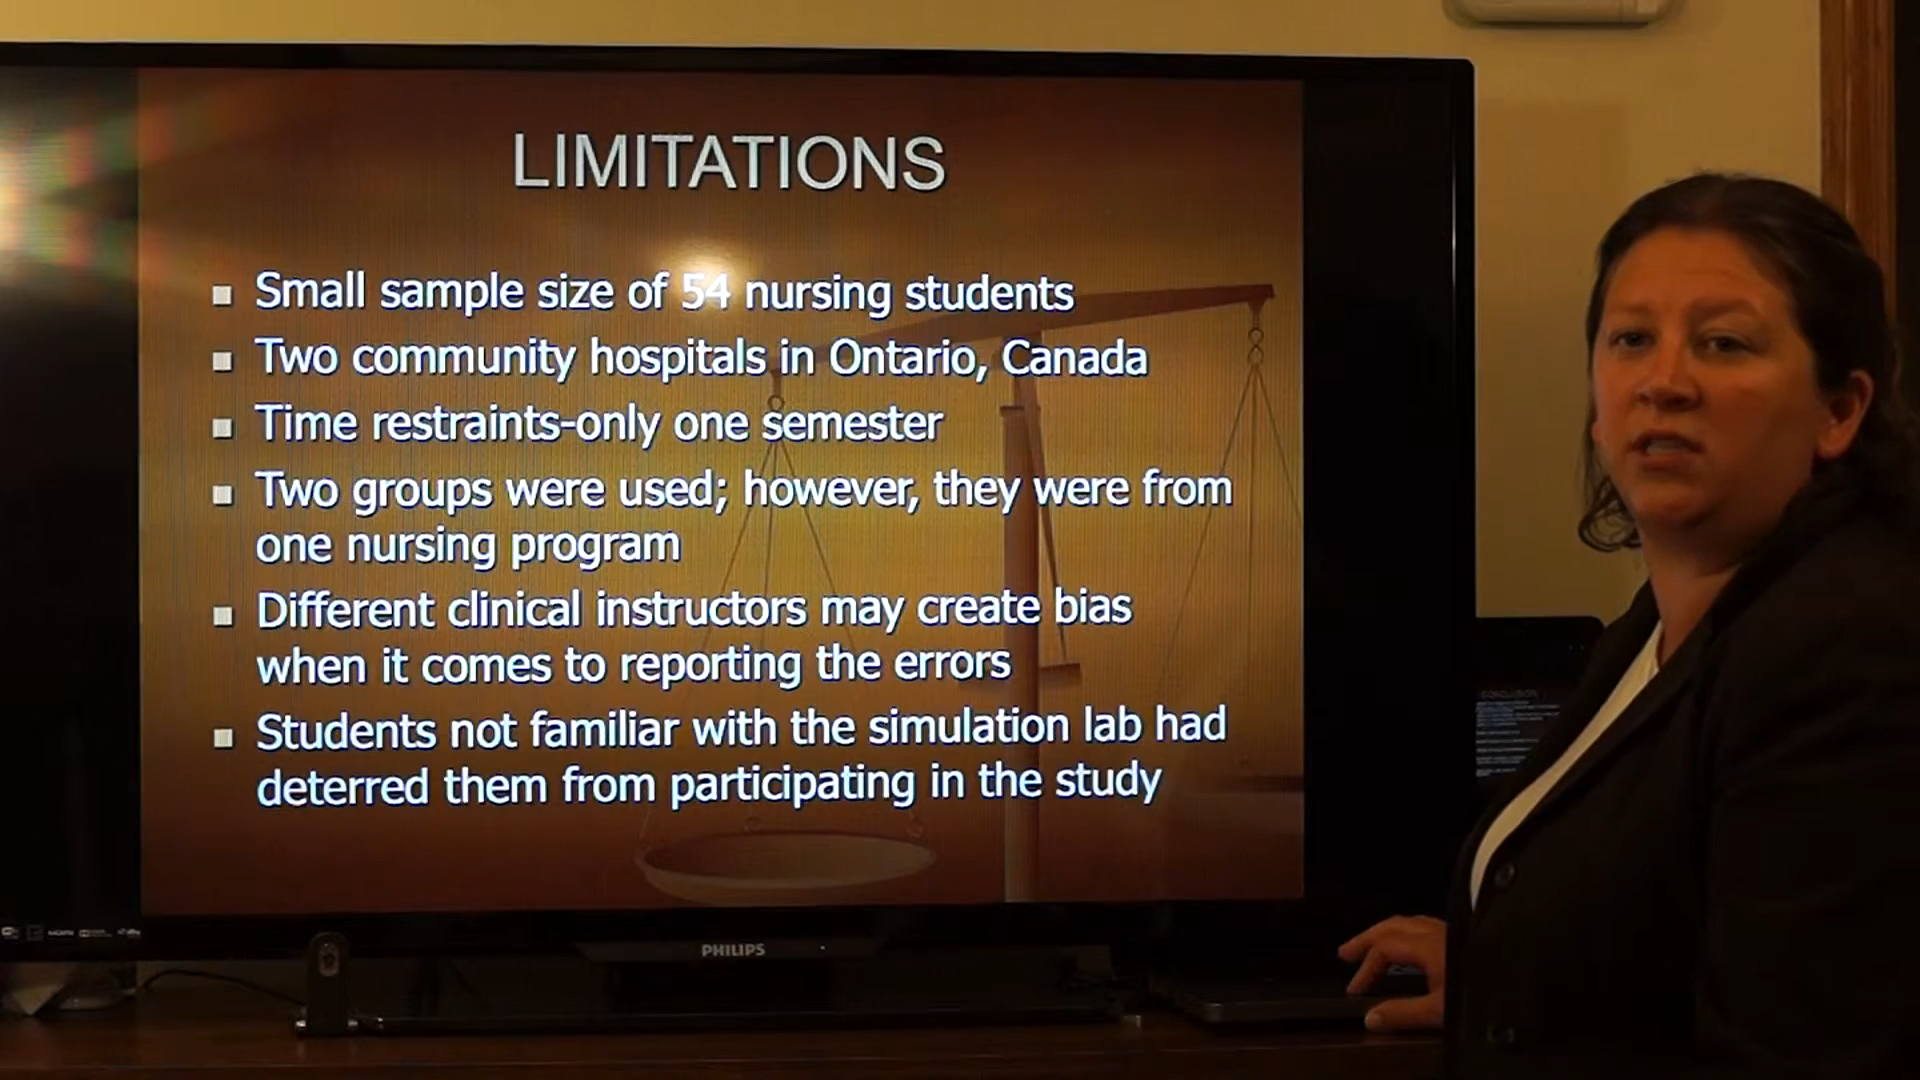 LIMITATIONS
Small sample size of 54 nursing students
Two community hospitals in Ontario, Canada
Time restraints-only one semester
Two groups were used; however, they were from
one nursing program
Different clinical instructors may create bias
when it comes to reporting the errors
Students not familiar with the simulation lab had
deterred them from participating in the study
CONCLUSION
PHILIPS